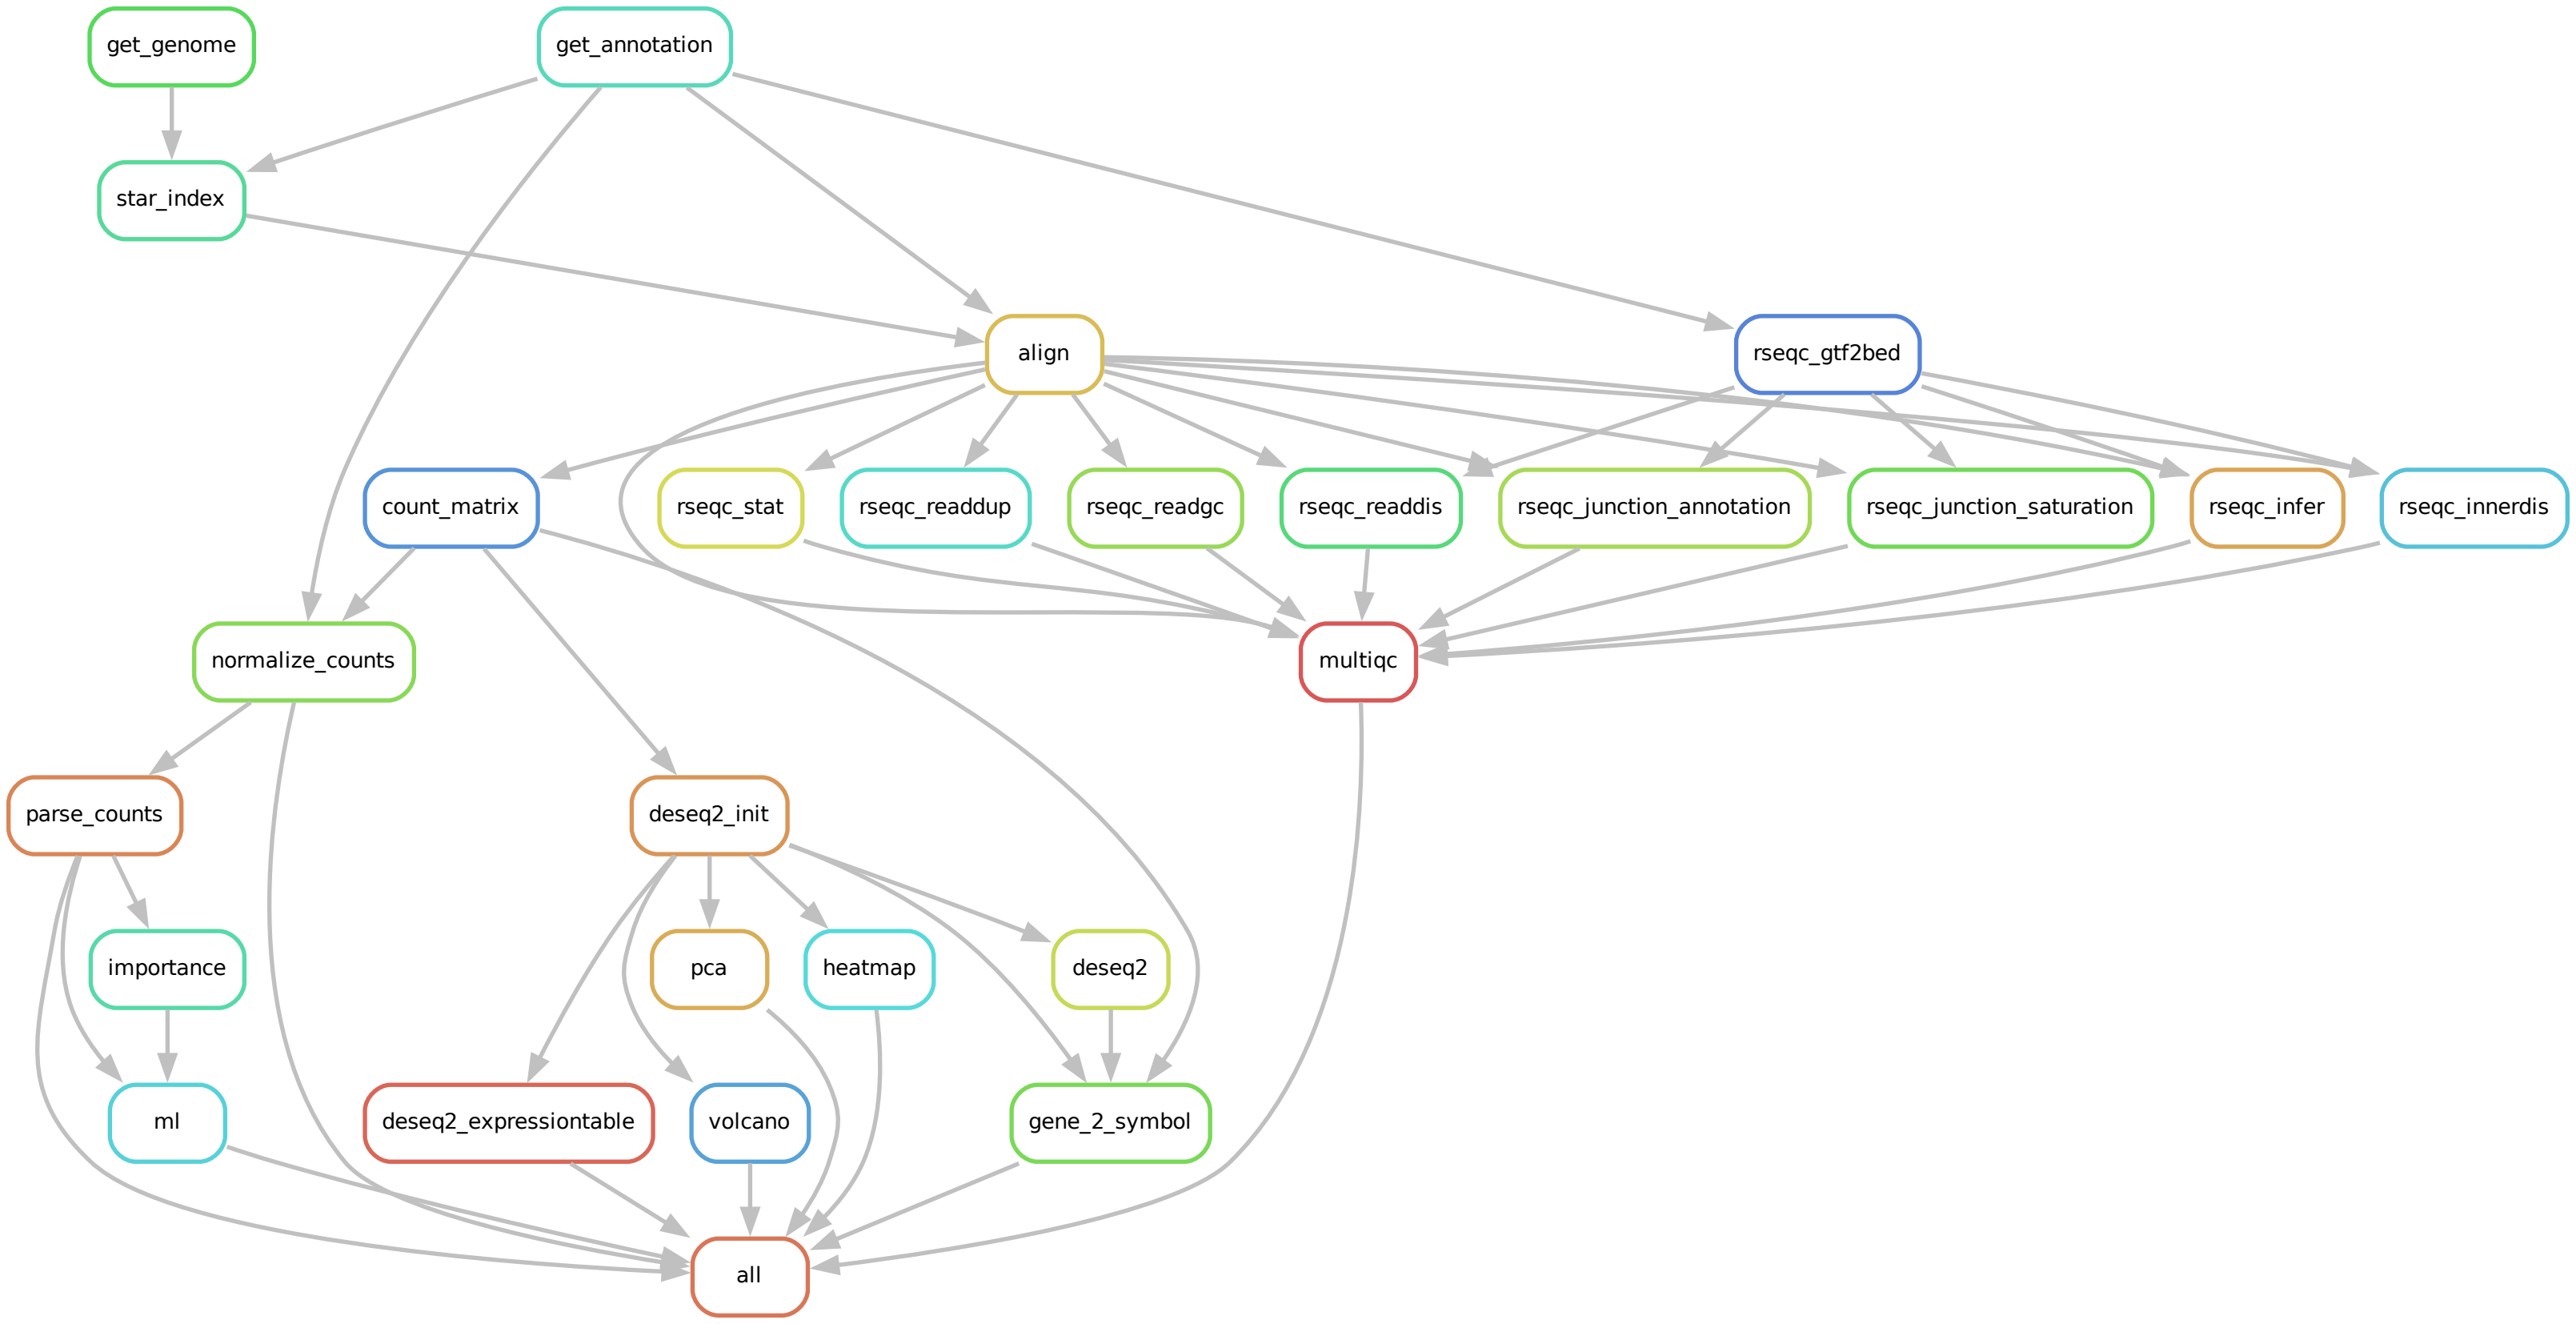 get_genome
get_annotation
star_index
align
rseqc_gtf2bed
count_matrix
rseqc_stat
rseqc_readdup
rseqc_readgc
rseqc_readdis
rseqc_junction_annotation
rseqc_junction_saturation
rseqc_infer
rseqc_innerdis
normalize_counts
multiqc
parse_counts
deseq2_init
importance
pca
heatmap
deseq2
ml
deseq2_expressiontable
volcano
gene_2_symbol
all